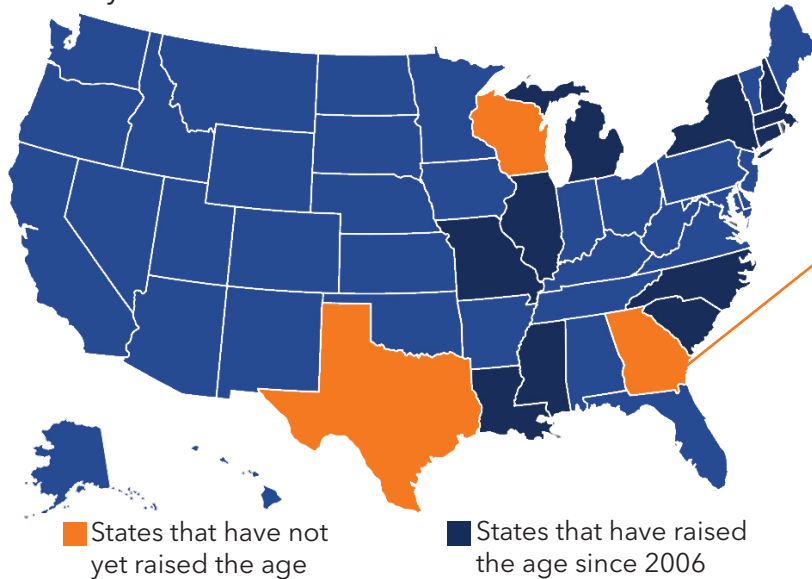 States that have not
yet raised the age
States that have raised
the age since 2006